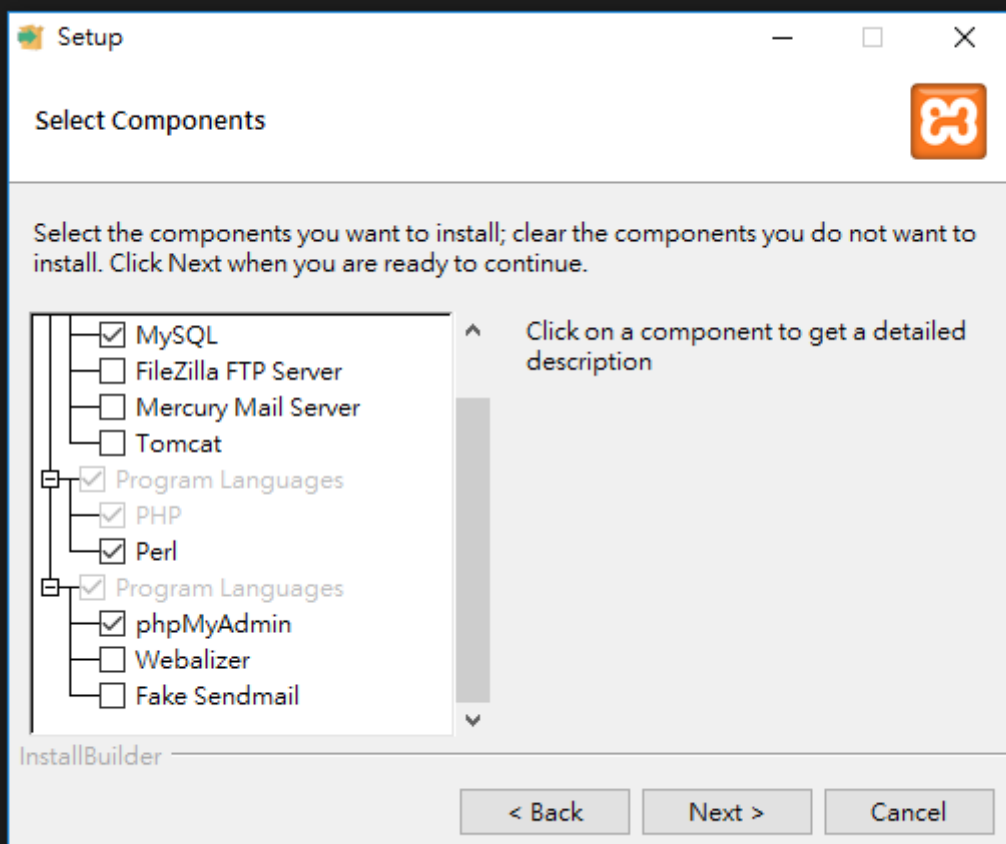 Setup
Select Components
Select the components you want to install; clear the components you do not want to
install. Click Next when you are ready to continue.
MySQL
FileZilla FTP Server
Mercury Mail Server
Tomcat
Program Languages
PHP
Perl
Program Languages
phpMyAdmin
Webalizer
Fake Sendmail
Click on a component to get a detailed
description
InstallBuilder
< Back
Next >
Cancel